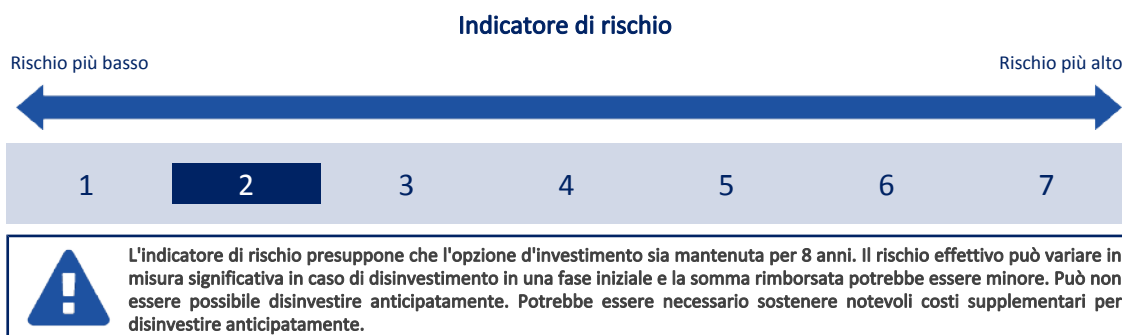 Indicatore di rischio
Rischio più basso
Rischio più alto
1 2 3 4 5 6 7
L'indicatore di rischio presuppone che l'opzione d'investimento sia mantenuta per 8 anni. Il rischio effettivo può variare in
misura significativa in caso di disinvestimento in una fase iniziale e la somma rimborsata potrebbe essere minore. Può non
essere possibile disinvestire anticipatamente. Potrebbe essere necessario sostenere notevoli costi supplementari per
disinvestire anticipatamente.